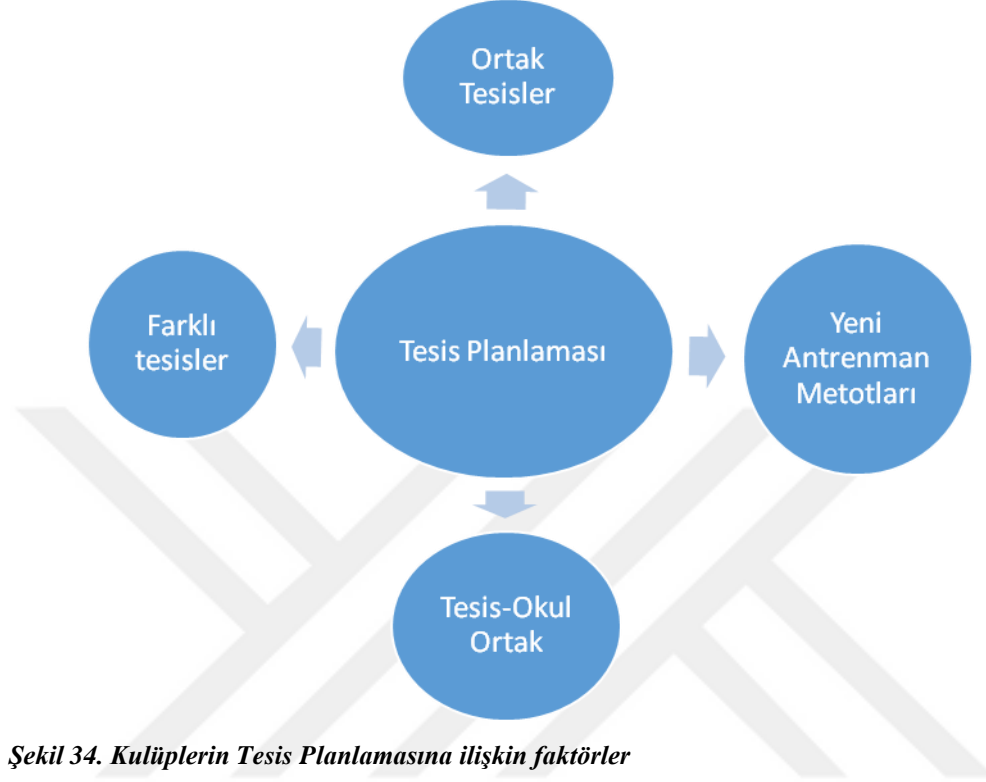 Ortak
Tesisler
Farklı
tesisler
Tesis Planlaması
Yeni
Antrenman
Metotları
Tesis-Okul
Ortak
Şekil 34. Kulüplerin Tesis Planlamasına ilişkin faktörler